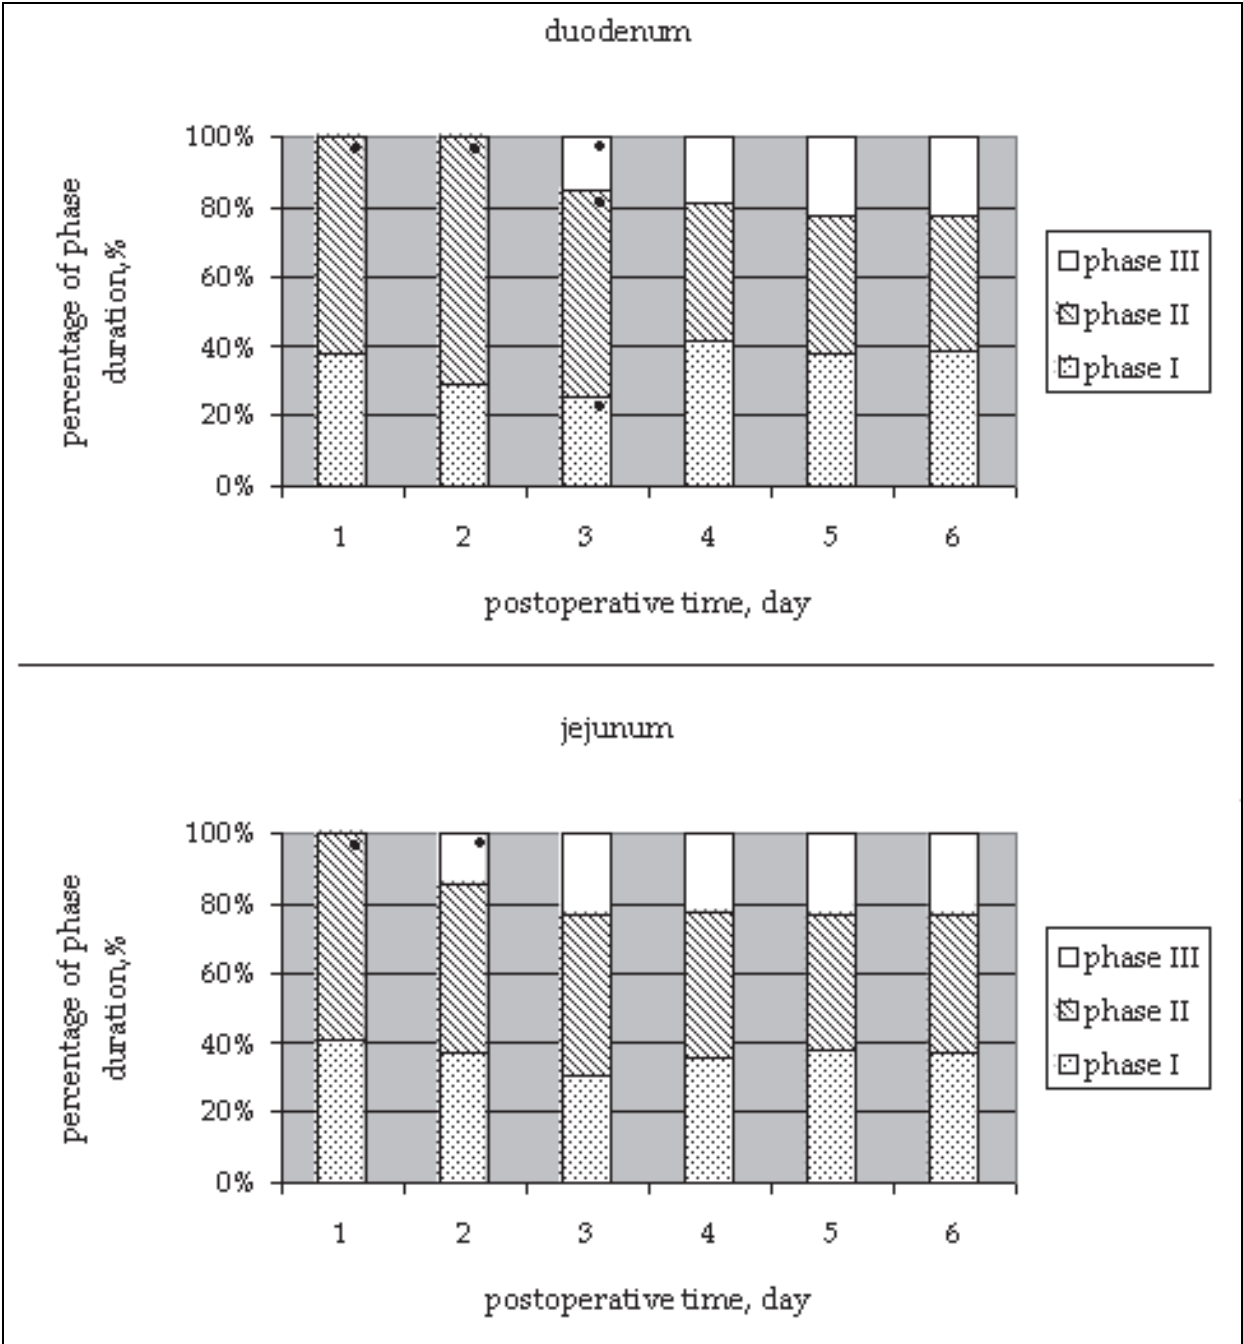 duodenum
100%
80%
60%
40%
20%
0%
percentage of phase
duration,%
1 2 3 4 5 6
postoperative time, day
phase III
phase II
phase I
jejunum
100%
80%
60%
40%
20%
0%
percentage of phase
duration,%
1 2 3 4 5 6
postoperative time, day
phase III
phase II
phase I